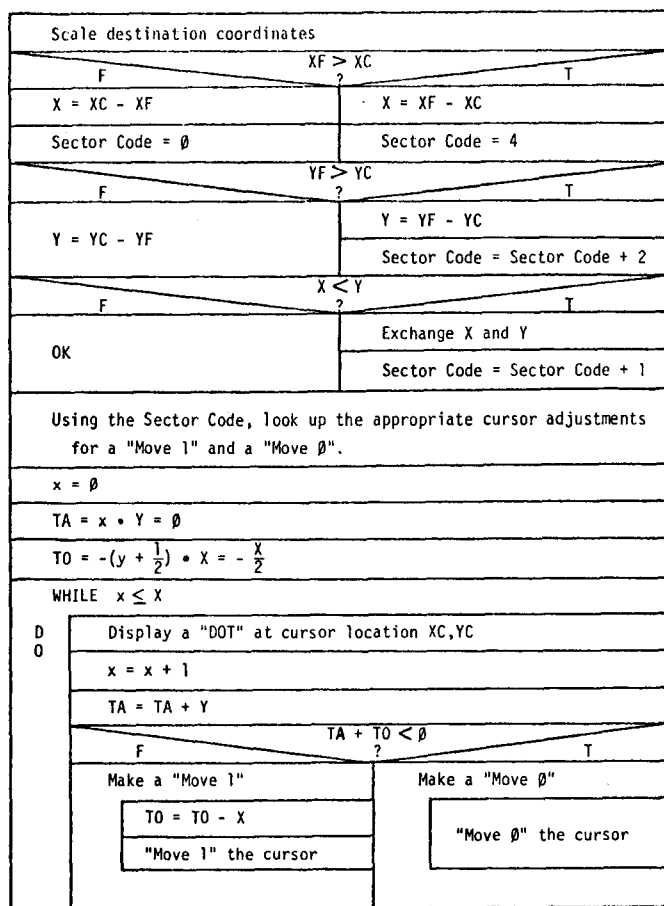 Scale destination coordinates
XF > XC
F ? T
X = XC - XF
X = XF - XC
Sector Code = Ø
Sector Code = 4
YF > YC
F ? T
Y = YC - YF
Y = YF - YC
Sector Code = Sector Code + 2
X < Y
F ? T
OK
Exchange X and Y
Sector Code = Sector Code + 1
Using the Sector Code, look up the appropriate cursor adjustments
for a "Move 1" and a "Move Ø".
x = Ø
TA = x • Y = Ø
TO = -(y + 1/2) • X = - X/2
WHILE x ≤ X
DO
Display a "DOT" at cursor location XC,YC
x = x + 1
TA = TA + Y
TA + TO < Ø
F ? T
Make a "Move 1"
TO = TO - X
"Move 1" the cursor
Make a "Move Ø"
"Move Ø" the cursor